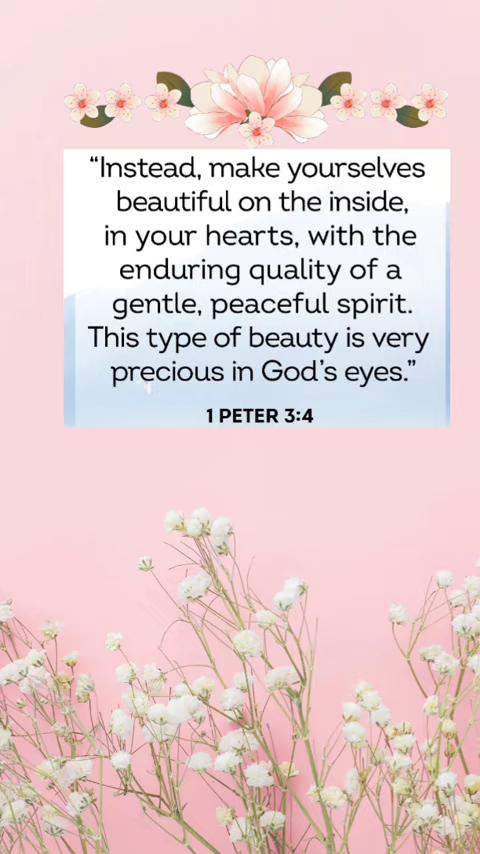 “Instead, make yourselves
beautiful on the inside,
in your hearts, with the
enduring quality of a
gentle, peaceful spirit.
This type of beauty is very
precious in God’s eyes.”
1 PETER 3:4